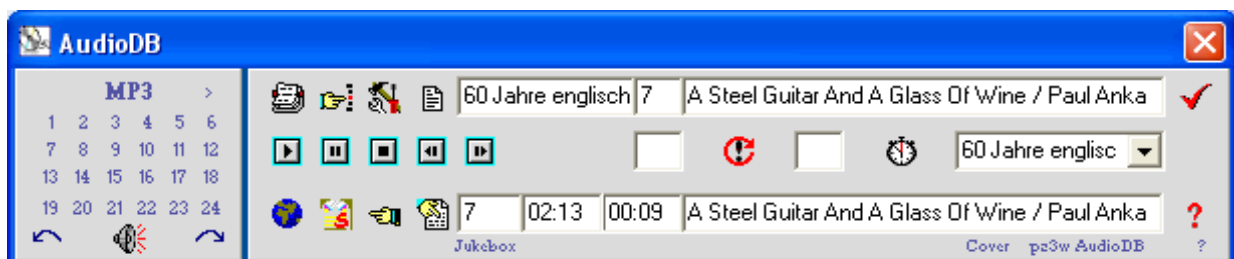 AudioDB
MP3 >
1 2 3 4 5 6
7 8 9 10 11 12
13 14 15 16 17 18
19 20 21 22 23 24
60 Jahre englisch 7 A Steel Guitar And A Glass Of Wine / Paul Anka
60 Jahre englisc
7 02:13 00:09 A Steel Guitar And A Glass Of Wine / Paul Anka ?
Jukebox Cover pz3w AudioDB ?